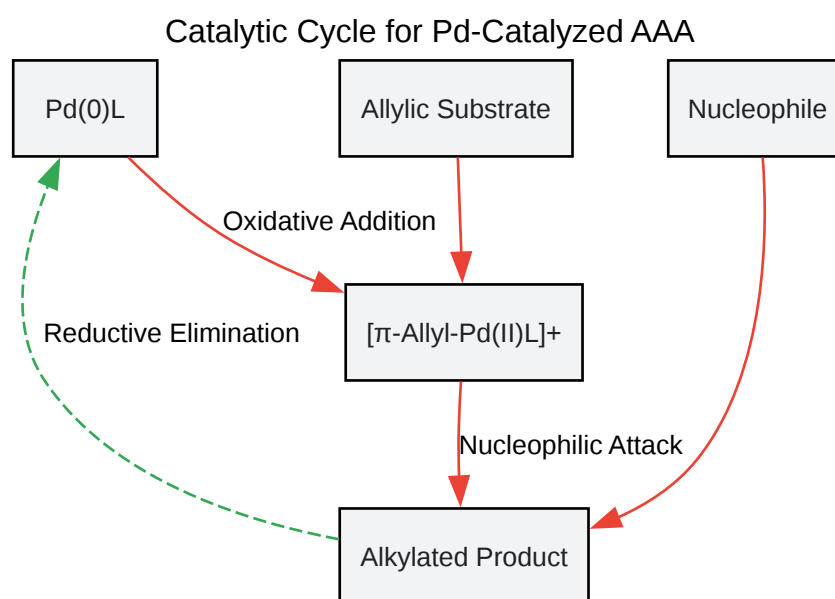 Catalytic Cycle for Pd-Catalyzed AAA
Pd(0)L
Allylic Substrate
Nucleophile
Oxidative Addition
Reductive Elimination
[π-Allyl-Pd(II)L]+
Nucleophilic Attack
Alkylated Product